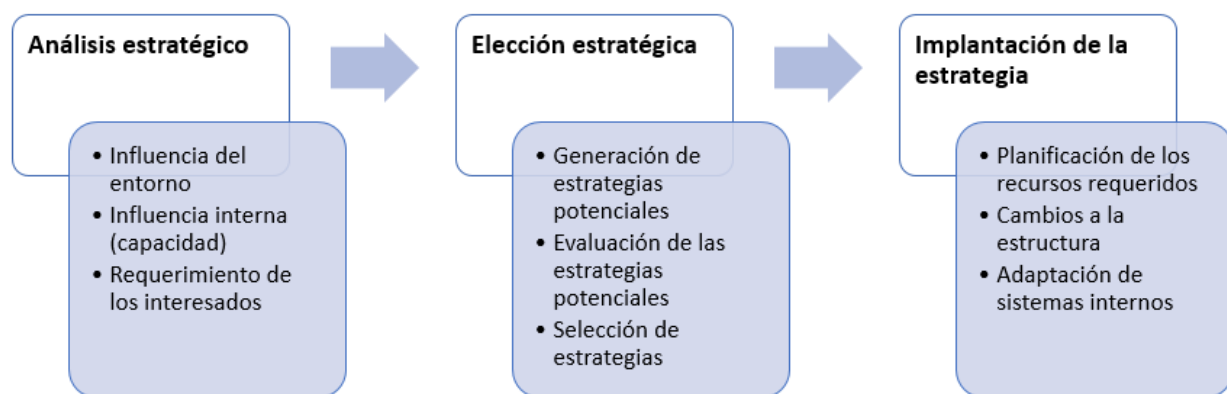 Análisis estratégico
• Influencia del
entorno
• Influencia interna
(capacidad)
• Requerimiento de
los interesados
Elección estratégica
• Generación de
estrategias
potenciales
• Evaluación de las
estrategias
potenciales
• Selección de
estrategias
Implantación de la
estrategia
• Planificación de los
recursos requeridos
• Cambios a la
estructura
• Adaptación de
sistemas internos